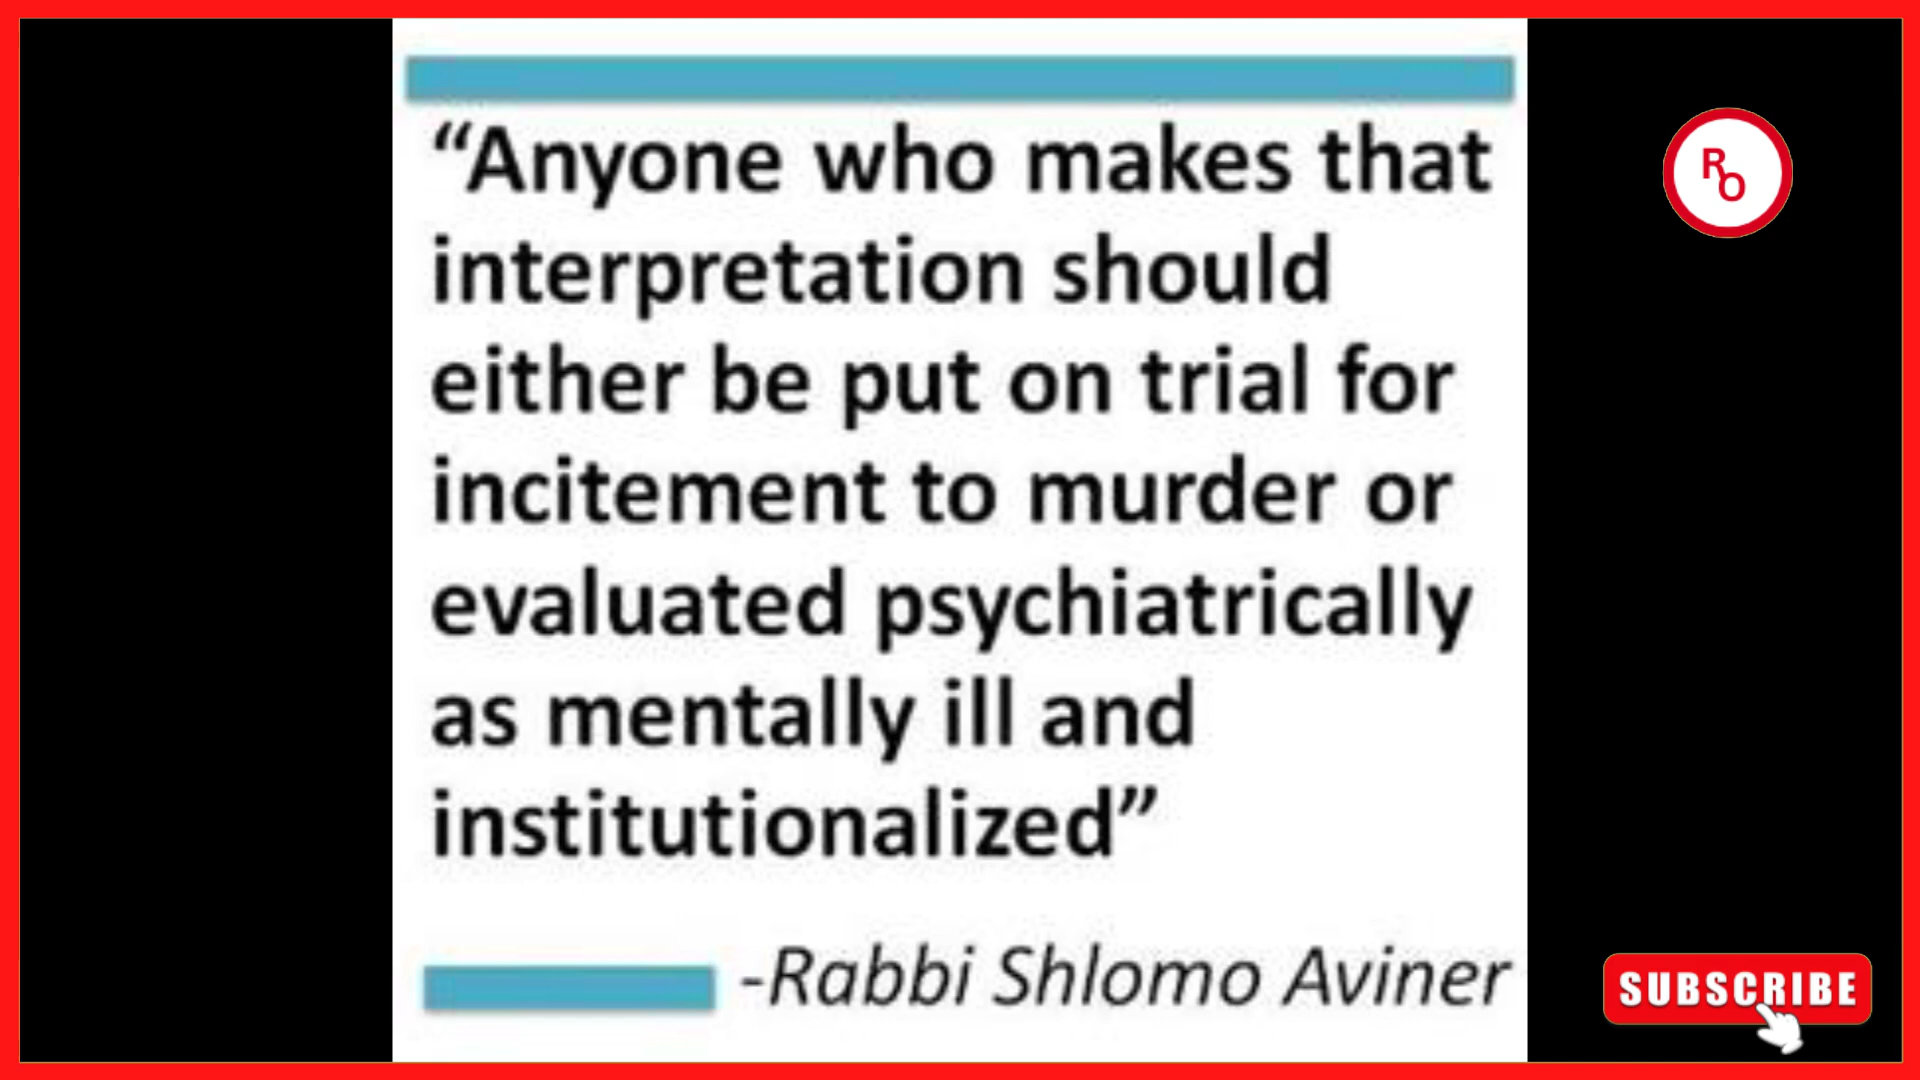 “Anyone who makes that
interpretation should
either be put on trial for
incitement to murder or
evaluated psychiatrically
as mentally ill and
institutionalized”
-Rabbi Shlomo Aviner
RO
SUBSCRIBE